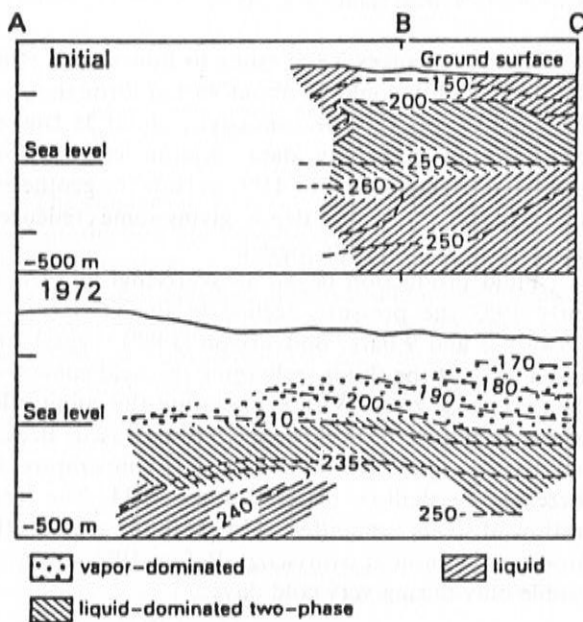 A B C
Initial
Ground surface
150
200
Sea level
250
260
250
-500 m
1972
170
180
190
200
Sea level
210
235
240
250
-500 m
vapor-dominated
liquid
liquid-dominated two-phase